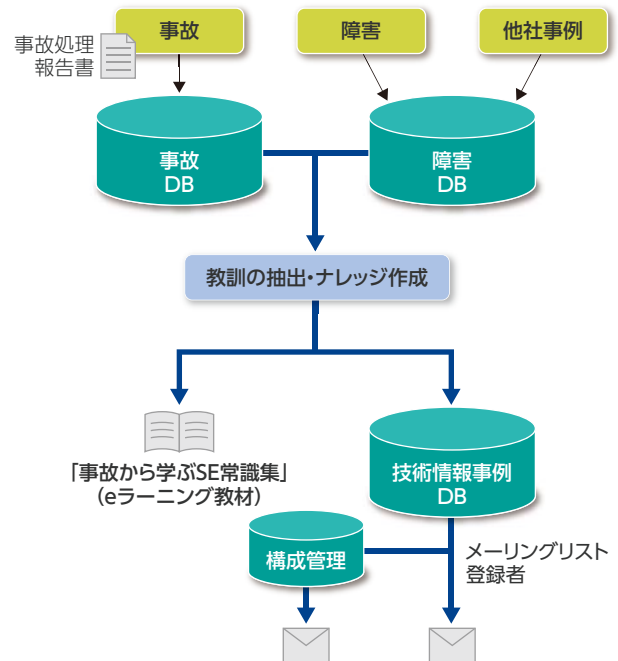 事故処理
報告書
事故
障害
他社事例
事故
DB
障害
DB
教訓の抽出・ナレッジ作成
「事故から学ぶSE常識集」
（eラーニング教材）
技術情報事例
DB
構成管理
メーリングリスト
登録者